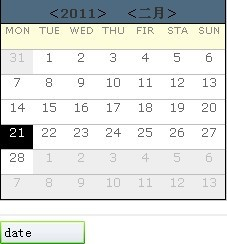 <2011> <二月>
MON TUE WED THU FIR STA SUN
31 1 2 3 4 5 6
7 8 9 10 11 12 13
14 15 16 17 18 19 20
21 22 23 24 25 26 27
28 1 2 3 4 5 6
7 8 9 10 11 12 13
date